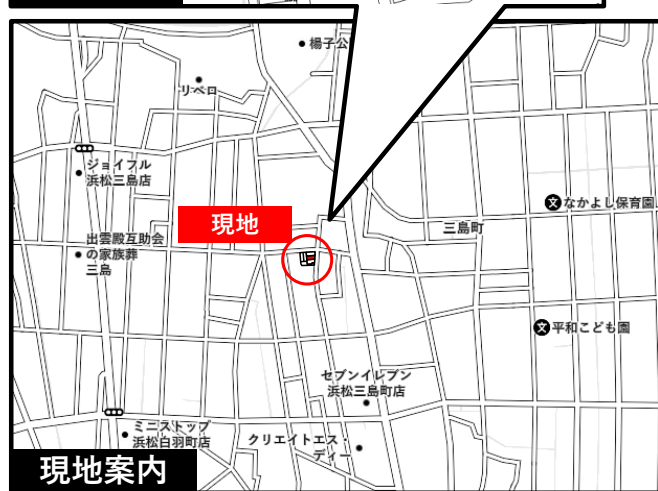 楊子公
リベロ
ジョイフル
浜松三島店
なかよし保育園
現地
三島町
出雲殿互助会
の家族葬
三島
平和こども園
セブンイレブン
浜松三島町店
ミニストップ
浜松白羽町店
クリエイトエス・
ディー
現地案内